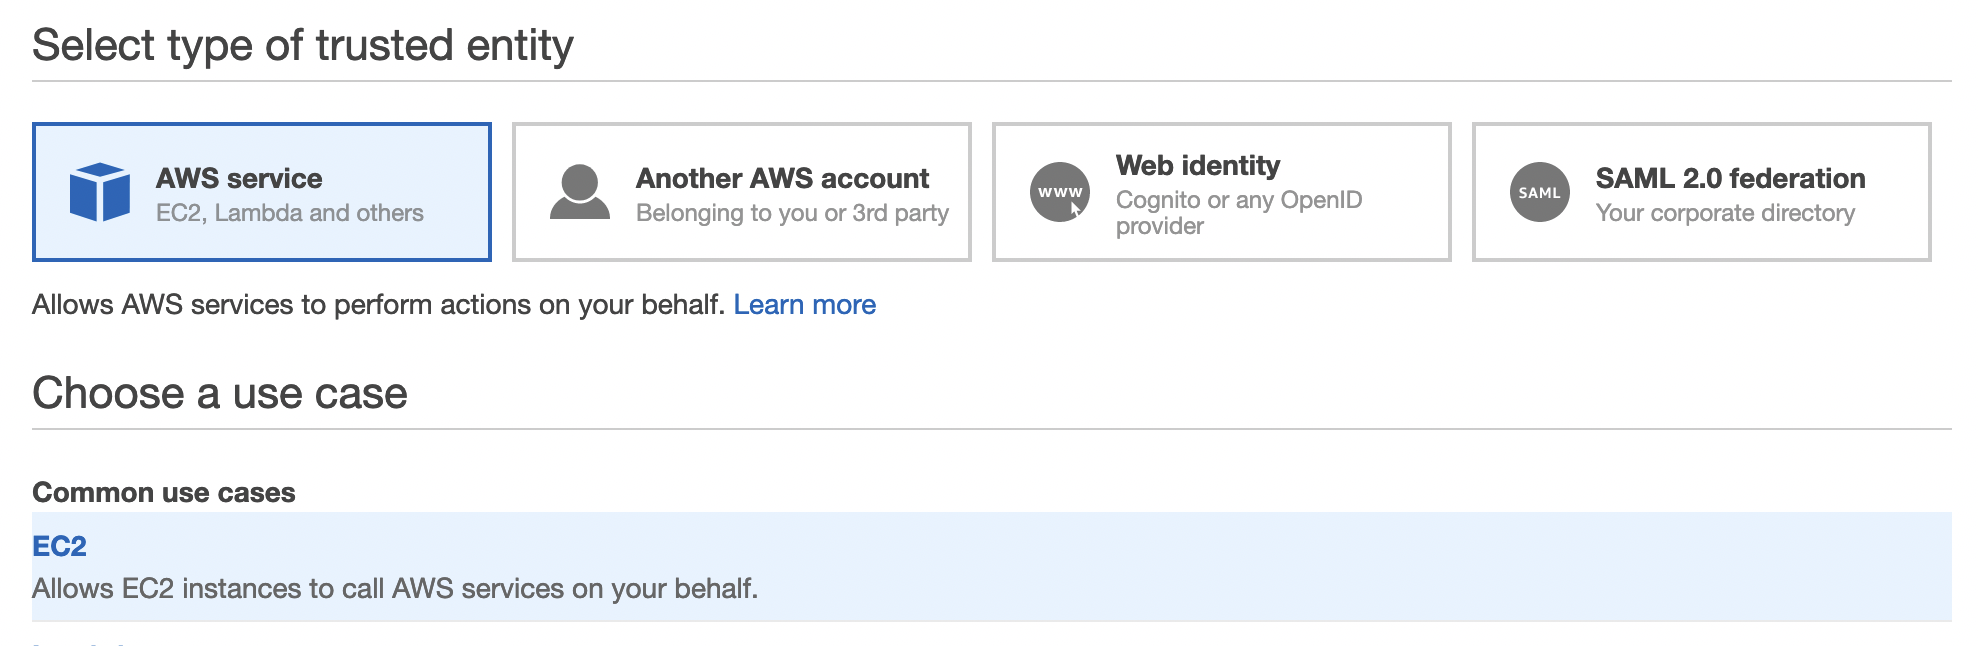 Select type of trusted entity
AWS service
EC2, Lambda and others
Another AWS account
Belonging to you or 3rd party
www
Web identity
Cognito or any OpenID
provider
SAML
SAML 2.0 federation
Your corporate directory
Allows AWS services to perform actions on your behalf. Learn more
Choose a use case
Common use cases
EC2
Allows EC2 instances to call AWS services on your behalf.